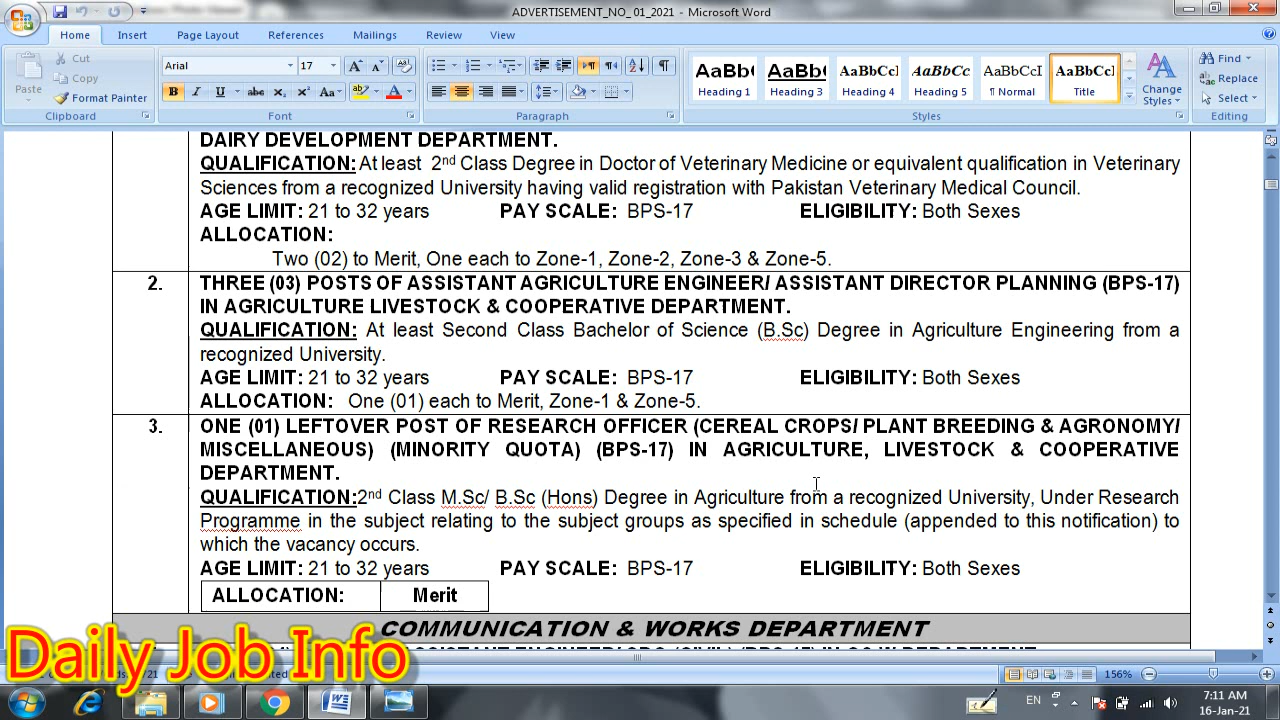 ADVERTISEMENT_NO_01_2021 - Microsoft Word
Home Insert Page Layout References Mailings Review View
Paste Cut Copy Format Painter
Arial 17
AaBb( AaBb( AaBbCcI AaBbCc AaBbCcI AaBbCcl
Heading 1 Heading 3 Heading 4 Heading 5 ¶ Normal Title
Change Styles
Find Replace Select
Clipboard Font Paragraph Styles Editing
DAIRY DEVELOPMENT DEPARTMENT.
QUALIFICATION: At least 2nd Class Degree in Doctor of Veterinary Medicine or equivalent qualification in Veterinary
Sciences from a recognized University having valid registration with Pakistan Veterinary Medical Council.
AGE LIMIT: 21 to 32 years PAY SCALE: BPS-17 ELIGIBILITY: Both Sexes
ALLOCATION:
Two (02) to Merit, One each to Zone-1, Zone-2, Zone-3 & Zone-5.
2. THREE (03) POSTS OF ASSISTANT AGRICULTURE ENGINEER/ ASSISTANT DIRECTOR PLANNING (BPS-17)
IN AGRICULTURE LIVESTOCK & COOPERATIVE DEPARTMENT.
QUALIFICATION: At least Second Class Bachelor of Science (B.Sc) Degree in Agriculture Engineering from a
recognized University.
AGE LIMIT: 21 to 32 years PAY SCALE: BPS-17 ELIGIBILITY: Both Sexes
ALLOCATION: One (01) each to Merit, Zone-1 & Zone-5.
3. ONE (01) LEFTOVER POST OF RESEARCH OFFICER (CEREAL CROPS/ PLANT BREEDING & AGRONOMY/
MISCELLANEOUS) (MINORITY QUOTA) (BPS-17) IN AGRICULTURE, LIVESTOCK & COOPERATIVE
DEPARTMENT.
QUALIFICATION:2nd Class M.Sc/ B.Sc (Hons) Degree in Agriculture from a recognized University, Under Research
Programme in the subject relating to the subject groups as specified in schedule (appended to this notification) to
which the vacancy occurs.
AGE LIMIT: 21 to 32 years PAY SCALE: BPS-17 ELIGIBILITY: Both Sexes
ALLOCATION: Merit
COMMUNICATION & WORKS DEPARTMENT
Daily Job Info
156%
EN
7:11 AM
16-Jan-21